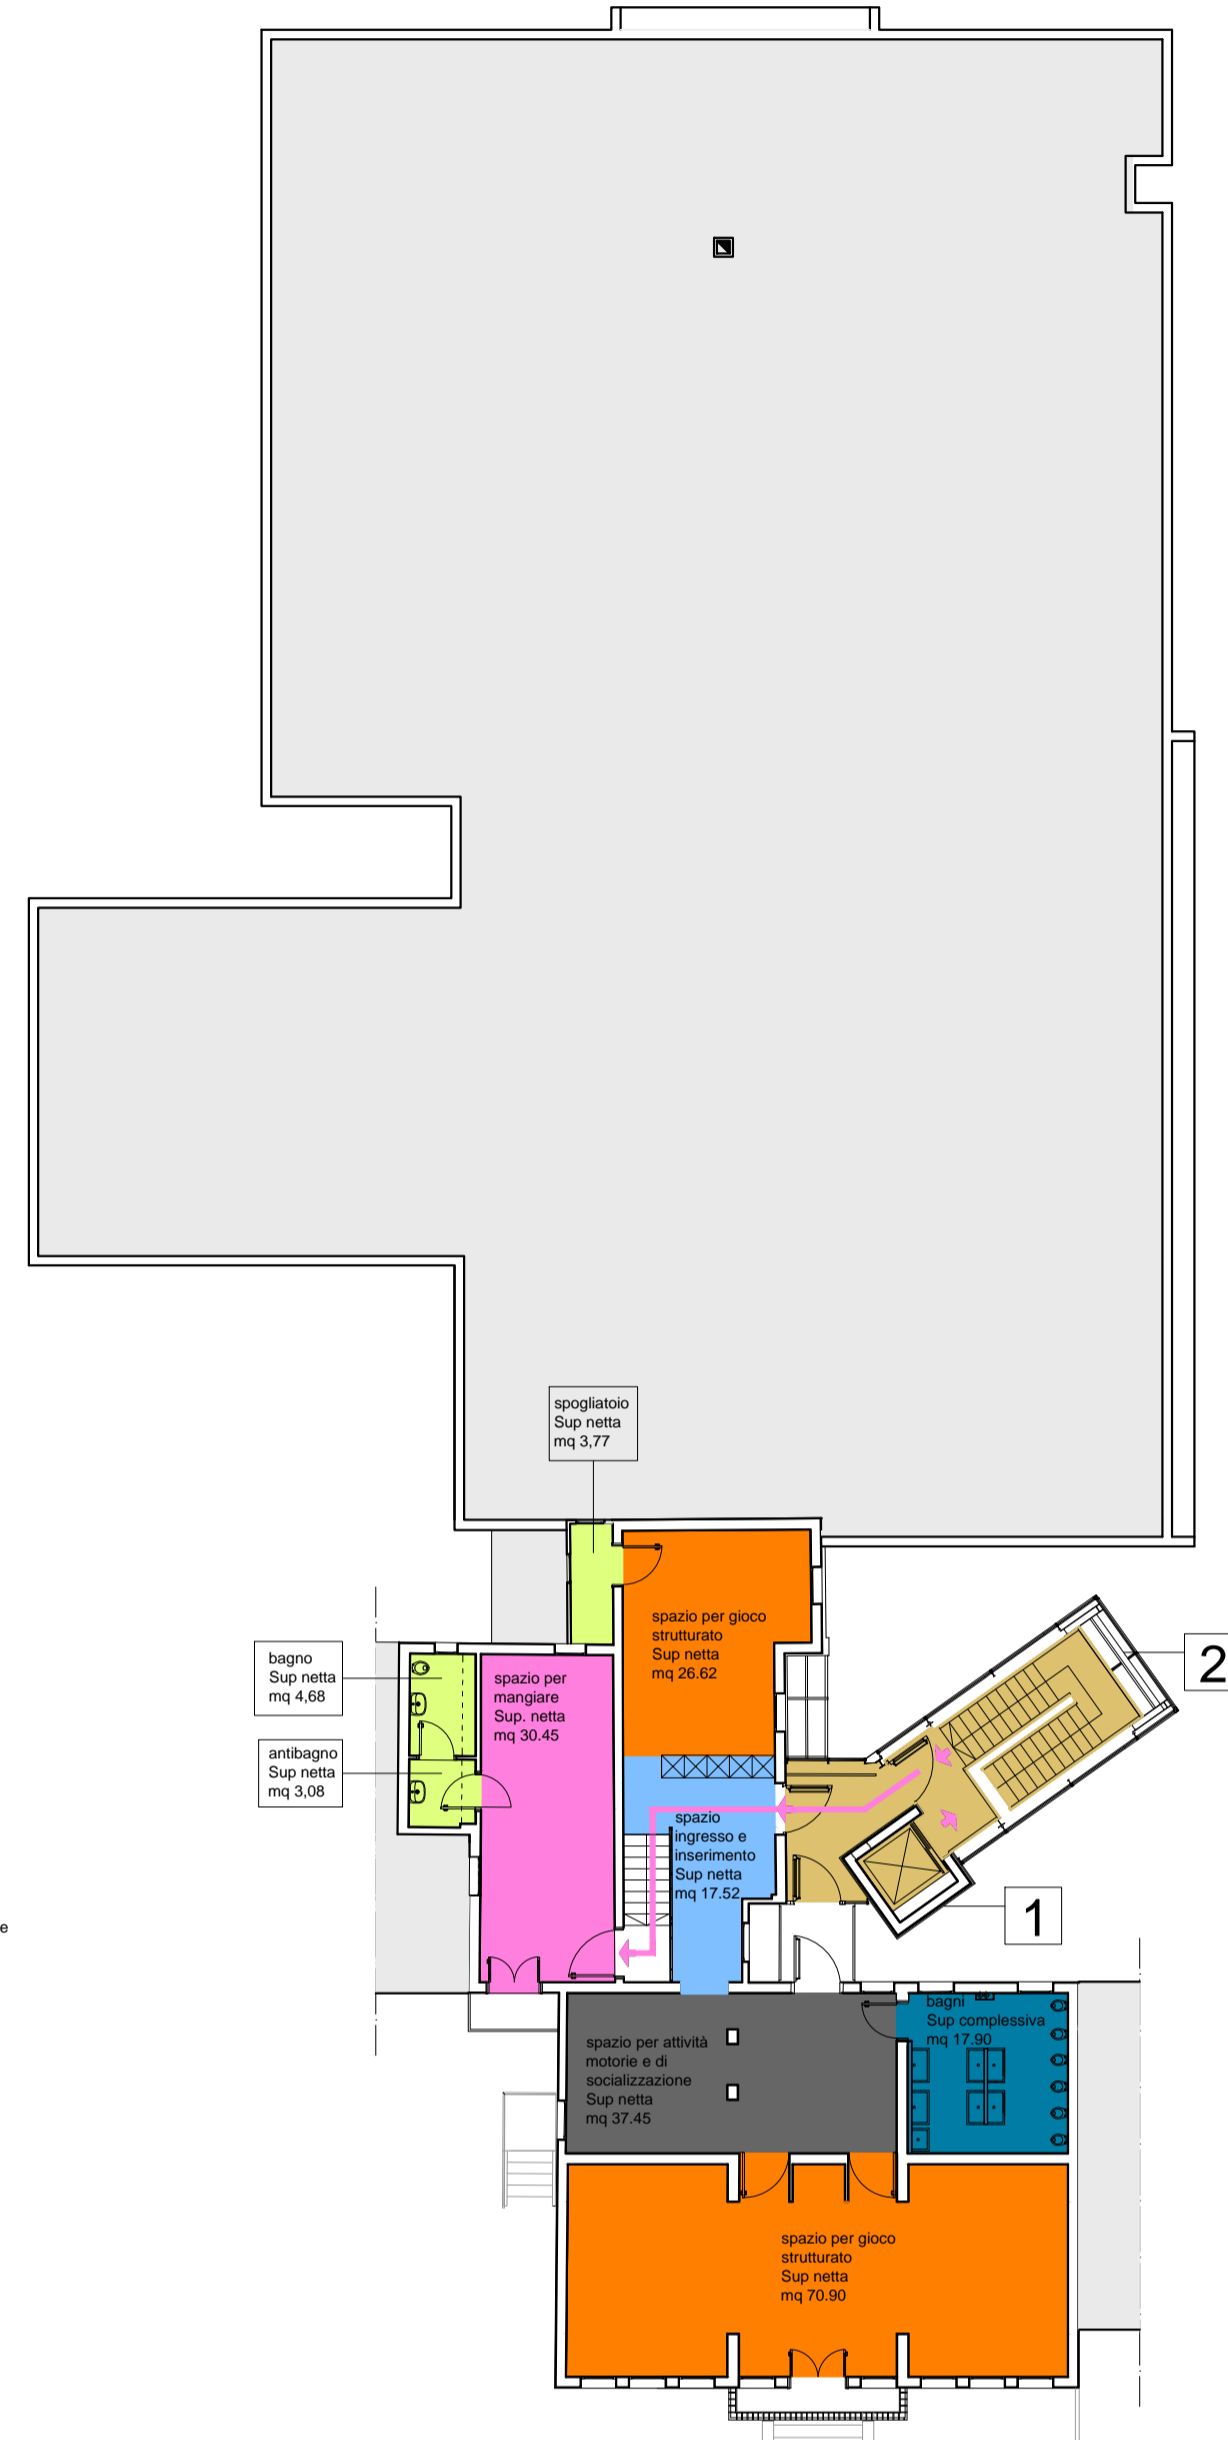 spogliatoio
Sup netta
mq 3,77
spazio per gioco
strutturato
Sup netta
mq 26.62
bagno
Sup netta
mq 4,68
spazio per
mangiare
Sup. netta
mq 30.45
2
antibagno
Sup netta
mq 3,08
spazio
ingresso e
inserimento
Sup netta
mq 17.52
1
e
bagni
Sup complessiva
mq 17.90
spazio per attività
motorie e di
socializzazione
Sup netta
mq 37.45
spazio per gioco
strutturato
Sup netta
mq 70.90